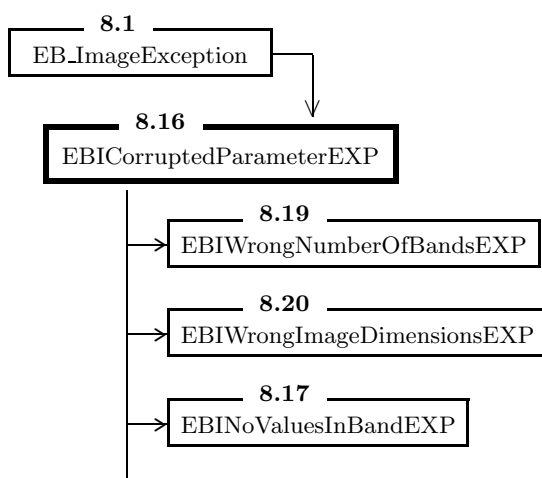 8.1
EB_ImageException
8.16
EBICorruptedParameterEXP
8.19
EBIWrongNumberOfBandsEXP
8.20
EBIWrongImageDimensionsEXP
8.17
EBINoValuesInBandEXP